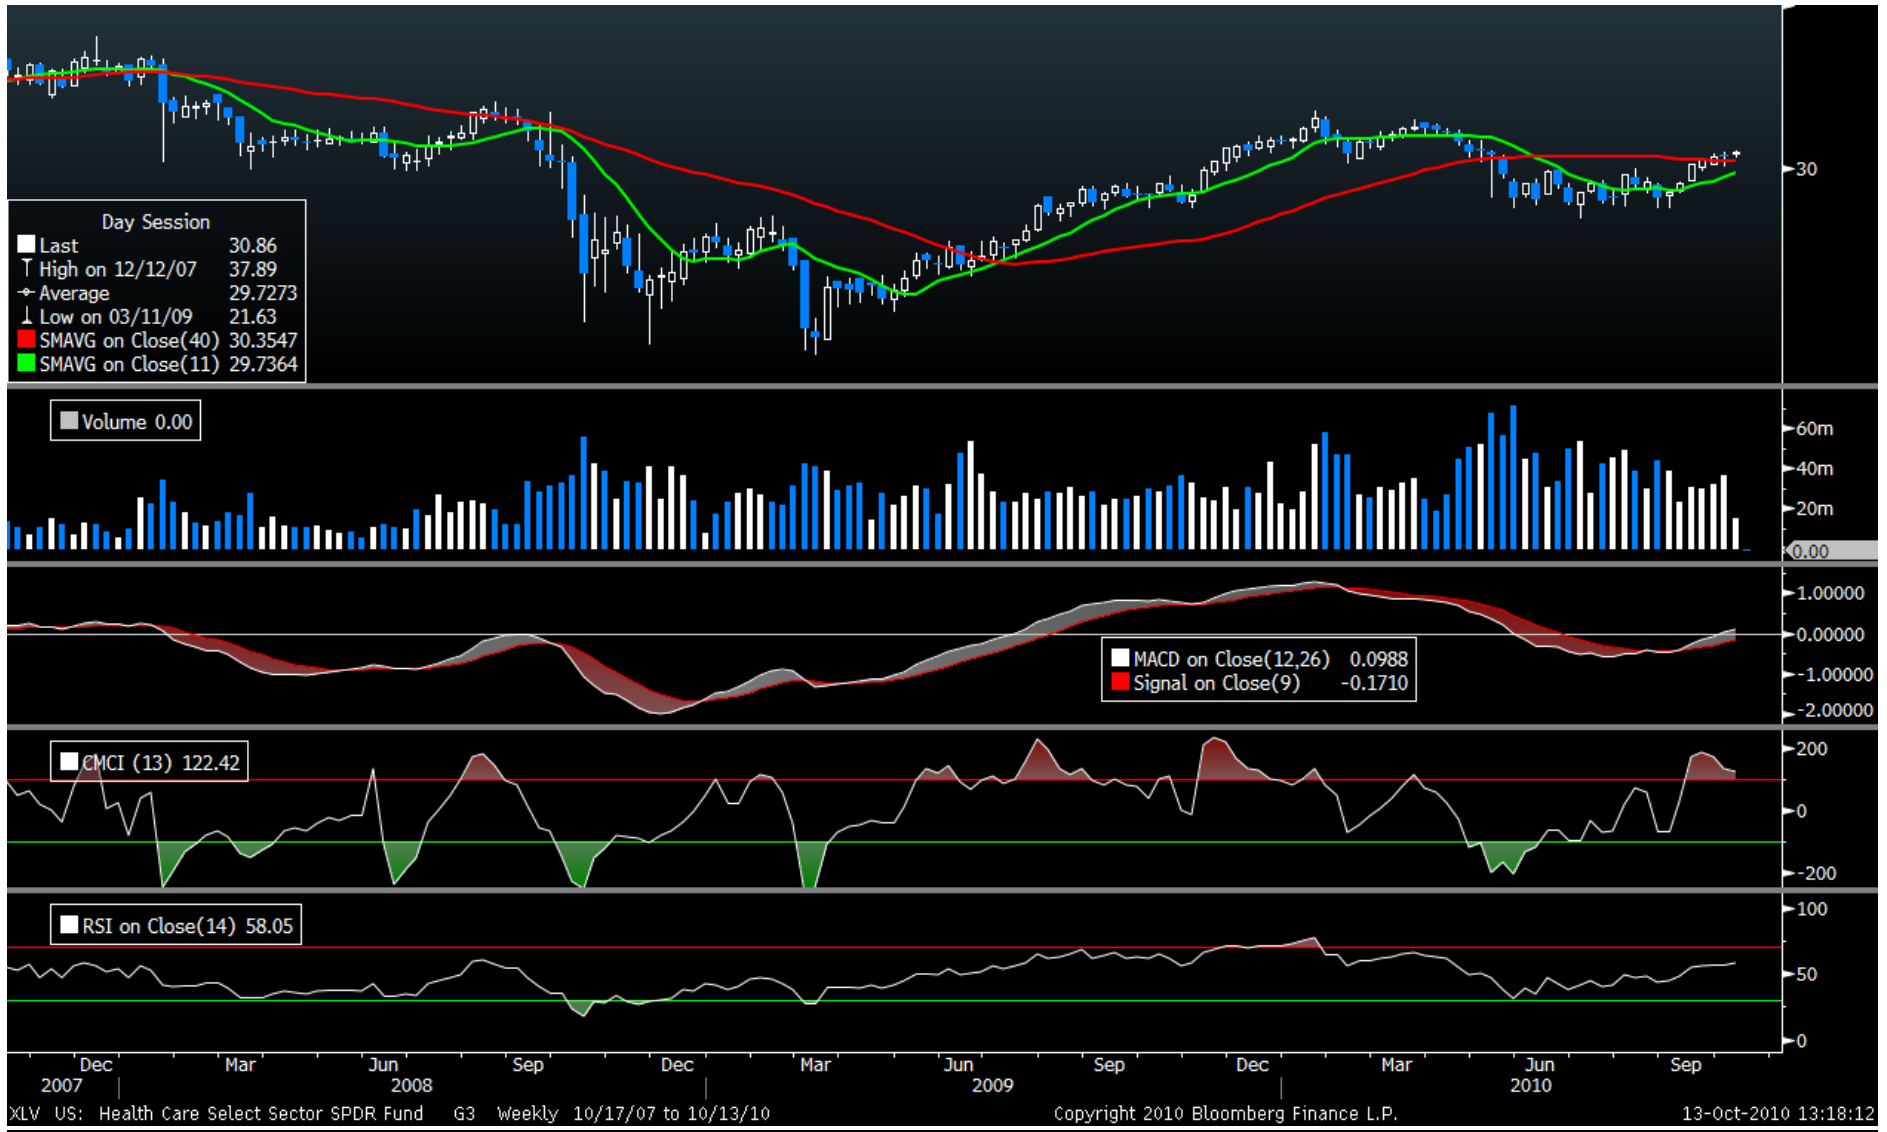 30
Day Session
Last 30.86
High on 12/12/07 37.89
Average 29.7273
Low on 03/11/09 21.63
SMAVG on Close(40) 30.3547
SMAVG on Close(11) 29.7364
Volume 0.00
60m
40m
20m
0.00
1.00000
0.00000
-1.00000
-2.00000
MACD on Close(12,26) 0.0988
Signal on Close(9) -0.1710
CMCI (13) 122.42
200
0
-200
RSI on Close(14) 58.05
100
50
0
Dec Mar Jun Sep Dec Mar Jun Sep Dec Mar Jun Sep
2007 2008 2009 2010
XLV US: Health Care Select Sector SPDR Fund G3 Weekly 10/17/07 to 10/13/10 Copyright 2010 Bloomberg Finance L.P. 13-Oct-2010 13:18:12